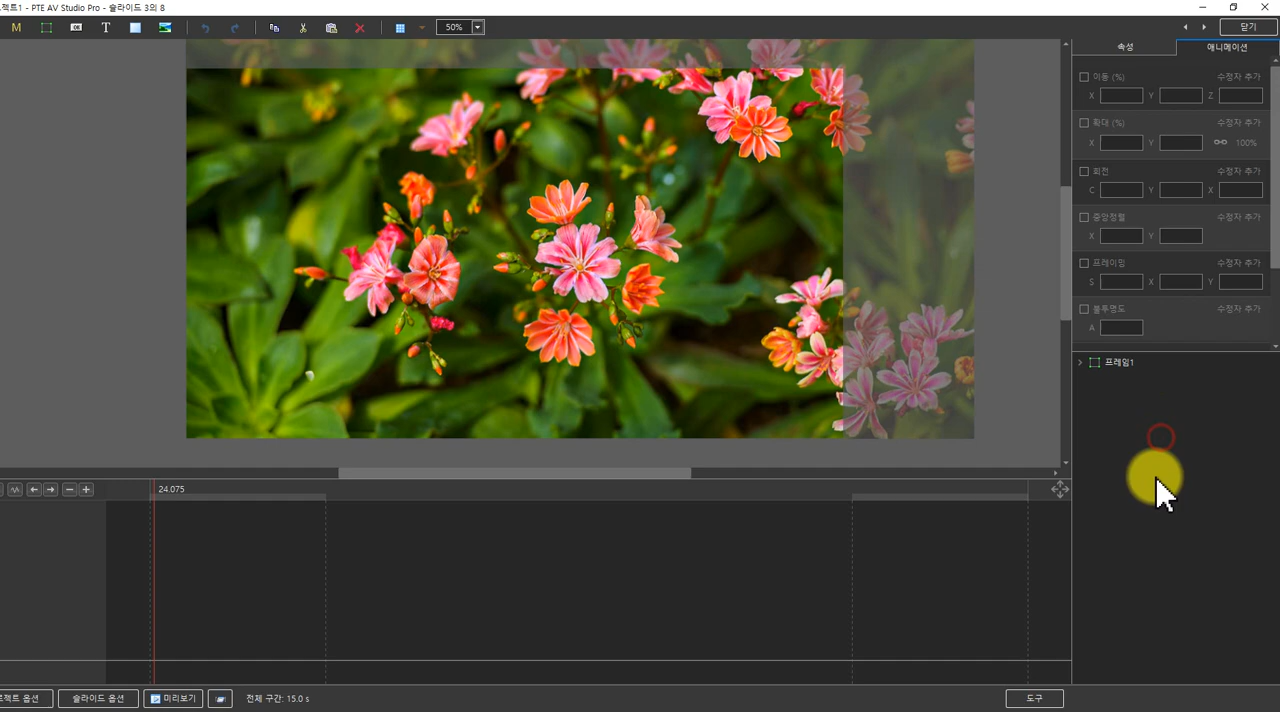 젝트1 - PTE AV Studio Pro - 슬라이드 3의 8
M OK T 50% 닫기
속성 애니메이션
이동 (%) 수정자 추가
X Y Z
확대 (%) 수정자 추가
X Y 100%
회전 수정자 추가
C Y X
중앙정렬 수정자 추가
X Y
프레이밍 수정자 추가
S X Y
불투명도 수정자 추가
A
프레임1
24.075
로젝트 옵션 슬라이드 옵션 미리보기 전체 구간: 15.0 s 도구